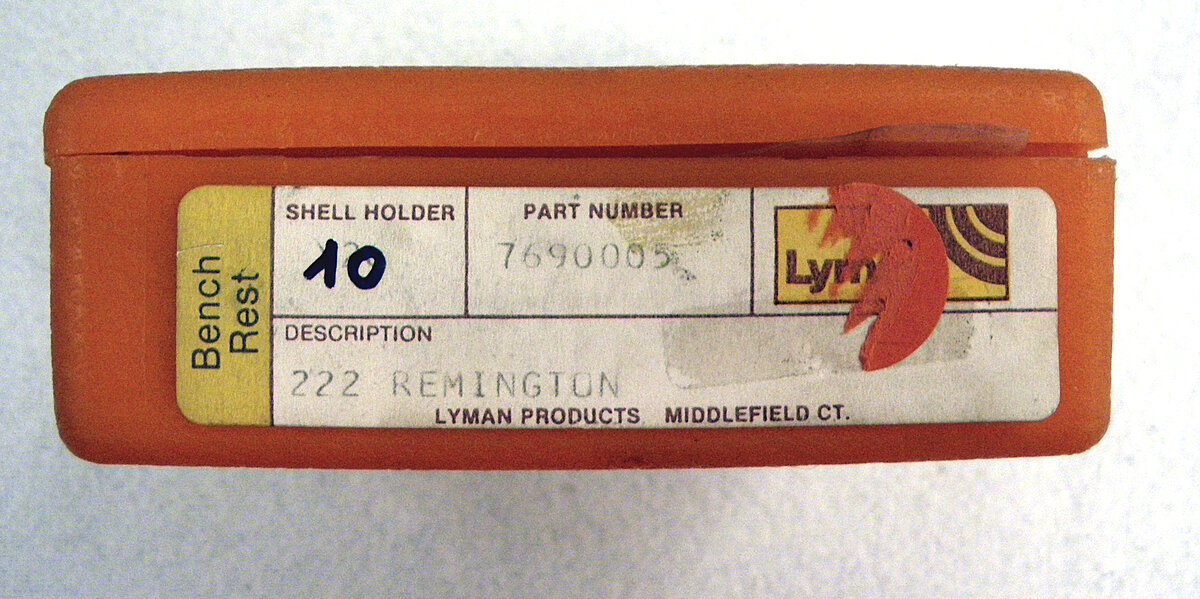 Bench
Rest
SHELL HOLDER
10
PART NUMBER
7690005
Lym
DESCRIPTION
222 REMINGTON
LYMAN PRODUCTS MIDDLEFIELD CT.